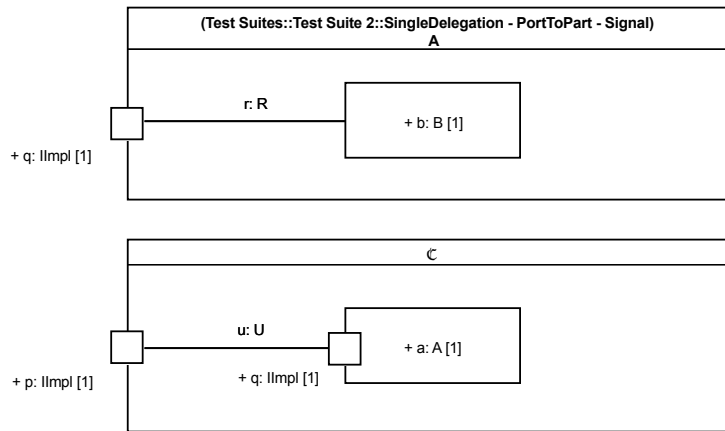 (Test Suites::Test Suite 2::SingleDelegation - PortToPart - Signal)
A
r: R
+ b: B [1]
+ q: IImpl [1]
ℂ
u: U
+ a: A [1]
+ p: IImpl [1]
+ q: IImpl [1]